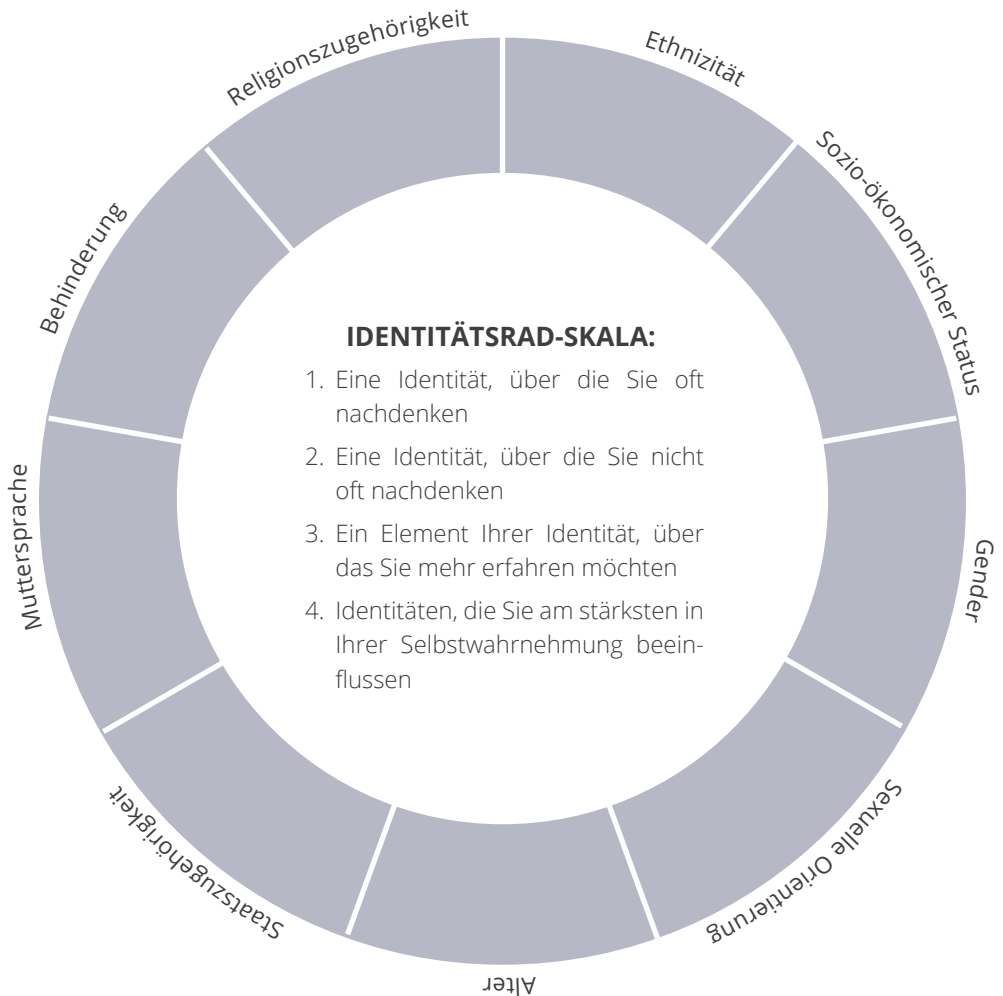 Religionszugehörigkeit
Ethnizität
Sozio-ökonomischer Status
Gender
Sexuelle Orientierung
Alter
Staatszugehörigkeit
Muttersprache
Behinderung
IDENTITÄTSRAD-SKALA:
1. Eine Identität, über die Sie oft
nachdenken
2. Eine Identität, über die Sie nicht
oft nachdenken
3. Ein Element Ihrer Identität, über
das Sie mehr erfahren möchten
4. Identitäten, die Sie am stärksten in
Ihrer Selbstwahrnehmung beein-
flussen